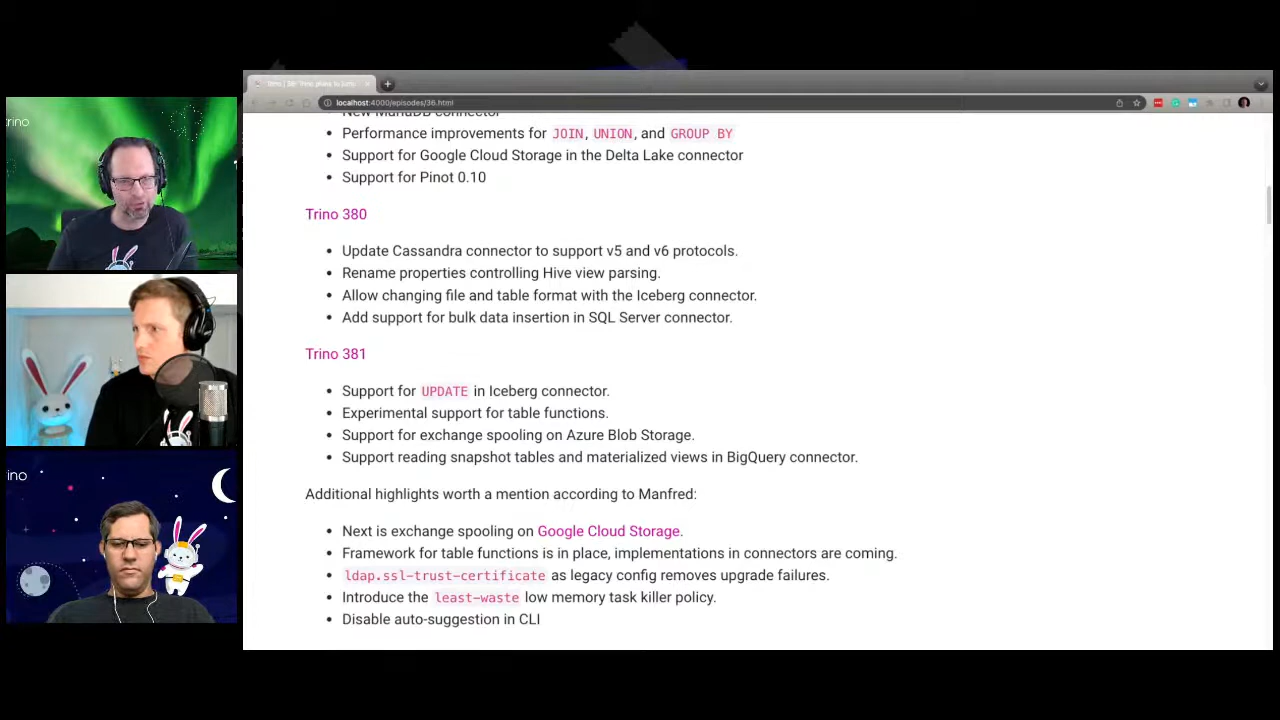 localhost:4000/episodes/36.html
rino
New MariaDB connector
Performance improvements for JOIN, UNION, and GROUP BY
Support for Google Cloud Storage in the Delta Lake connector
Support for Pinot 0.10
Trino 380
Update Cassandra connector to support v5 and v6 protocols.
Rename properties controlling Hive view parsing.
Allow changing file and table format with the Iceberg connector.
Add support for bulk data insertion in SQL Server connector.
Trino 381
Support for UPDATE in Iceberg connector.
Experimental support for table functions.
Support for exchange spooling on Azure Blob Storage.
Support reading snapshot tables and materialized views in BigQuery connector.
ino
Additional highlights worth a mention according to Manfred:
Next is exchange spooling on Google Cloud Storage.
Framework for table functions is in place, implementations in connectors are coming.
ldap.ssl-trust-certificate as legacy config removes upgrade failures.
Introduce the least-waste low memory task killer policy.
Disable auto-suggestion in CLI